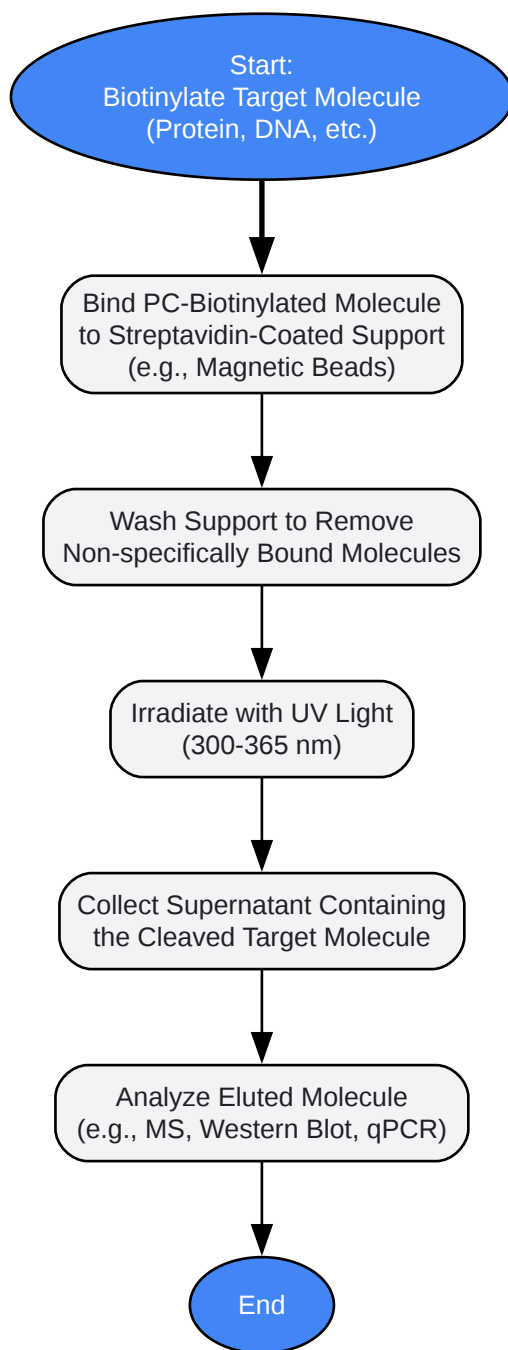 Start:
Biotinylate Target Molecule
(Protein, DNA, etc.)
Bind PC-Biotinylated Molecule
to Streptavidin-Coated Support
(e.g., Magnetic Beads)
Wash Support to Remove
Non-specifically Bound Molecules
Irradiate with UV Light
(300-365 nm)
Collect Supernatant Containing
the Cleaved Target Molecule
Analyze Eluted Molecule
(e.g., MS, Western Blot, qPCR)
End